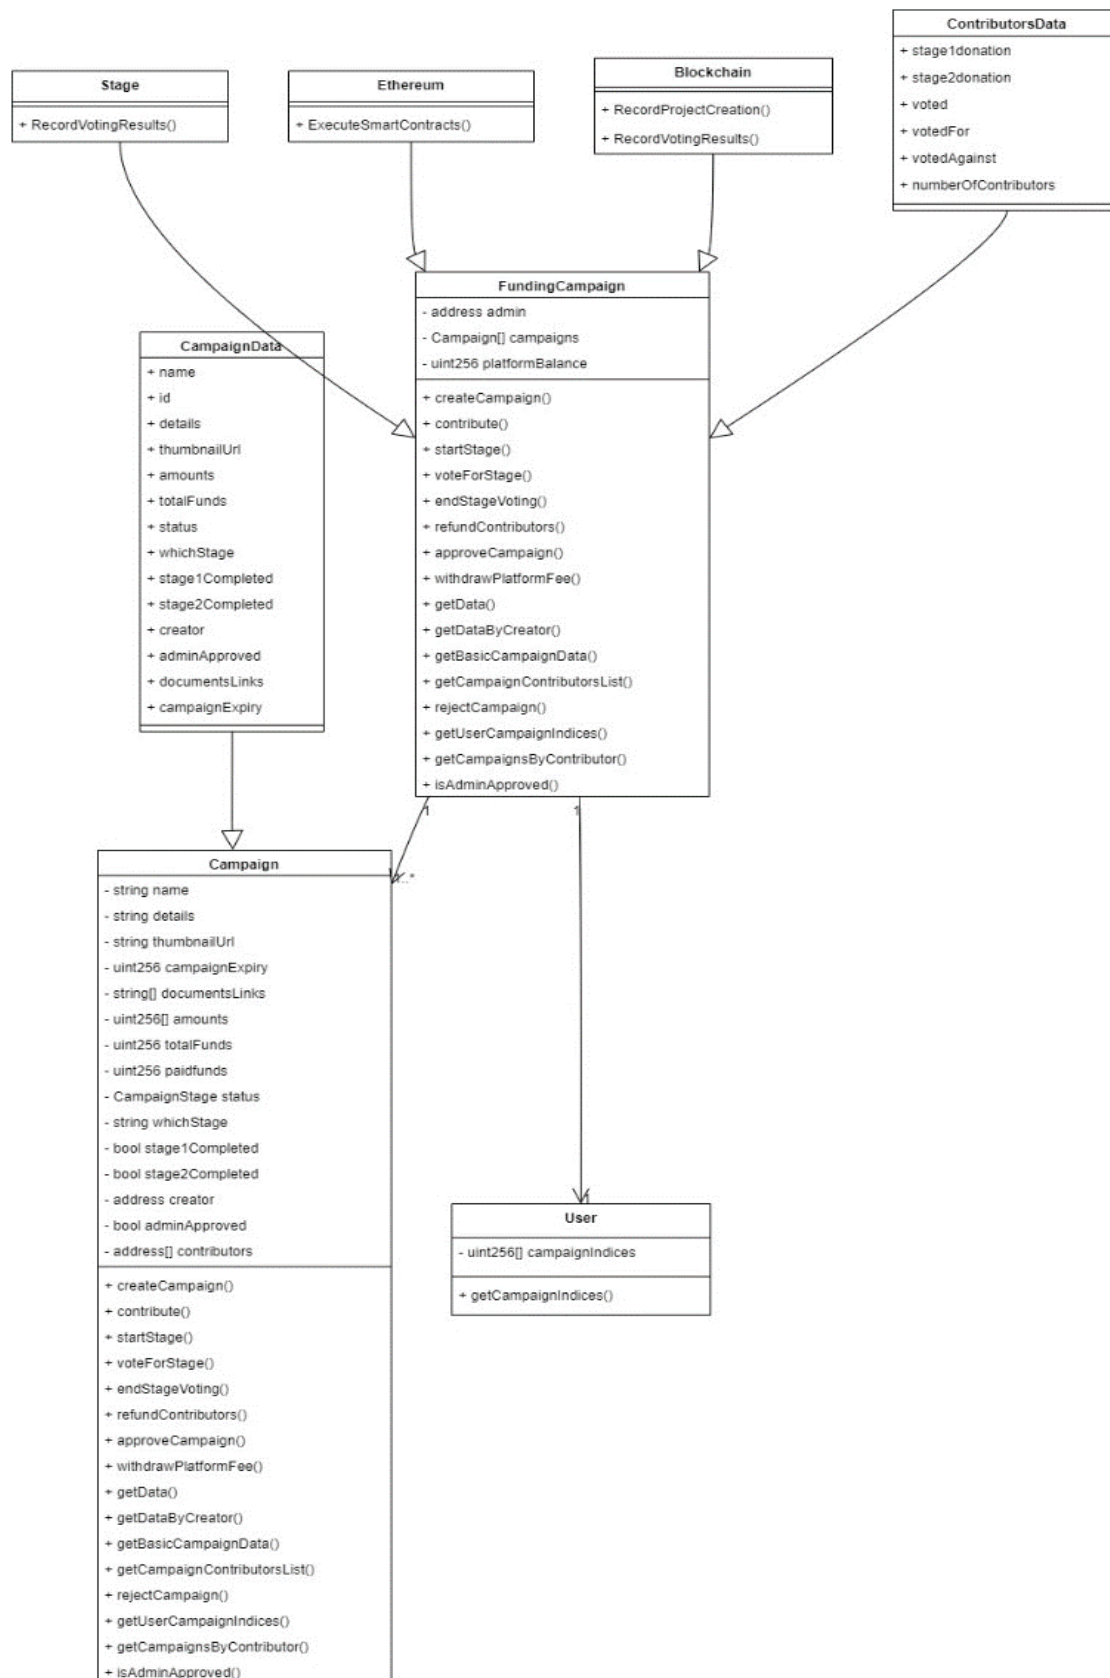 ContributorsData
+ stage1donation
+ stage2donation
+ voted
+ votedFor
+ votedAgainst
+ numberOfContributors
Stage
+ RecordVotingResults()
Ethereum
+ ExecuteSmartContracts()
Blockchain
+ RecordProjectCreation()
+ RecordVotingResults()
FundingCampaign
- address admin
- Campaign[] campaigns
- uint256 platformBalance
+ createCampaign()
+ contribute()
+ startStage()
+ voteForStage()
+ endStageVoting()
+ refundContributors()
+ approveCampaign()
+ withdrawPlatformFee()
+ getData()
+ getDataByCreator()
+ getBasicCampaignData()
+ getCampaignContributorsList()
+ rejectCampaign()
+ getUserCampaignIndices()
+ getCampaignsByContributor()
+ isAdminApproved()
CampaignData
+ name
+ id
+ details
+ thumbnailUrl
+ amounts
+ totalFunds
+ status
+ whichStage
+ stage1Completed
+ stage2Completed
+ creator
+ adminApproved
+ documentsLinks
+ campaignExpiry
1
1
Campaign
- string name
- string details
- string thumbnailUrl
- uint256 campaignExpiry
- string[] documentsLinks
- uint256[] amounts
- uint256 totalFunds
- uint256 paidfunds
- CampaignStage status
- string whichStage
- bool stage1Completed
- bool stage2Completed
- address creator
- bool adminApproved
- address[] contributors
+ createCampaign()
+ contribute()
+ startStage()
+ voteForStage()
+ endStageVoting()
+ refundContributors()
+ approveCampaign()
+ withdrawPlatformFee()
+ getData()
+ getDataByCreator()
+ getBasicCampaignData()
+ getCampaignContributorsList()
+ rejectCampaign()
+ getUserCampaignIndices()
+ getCampaignsByContributor()
+ isAdminApproved()
1
User
- uint256[] campaignIndices
+ getCampaignIndices()